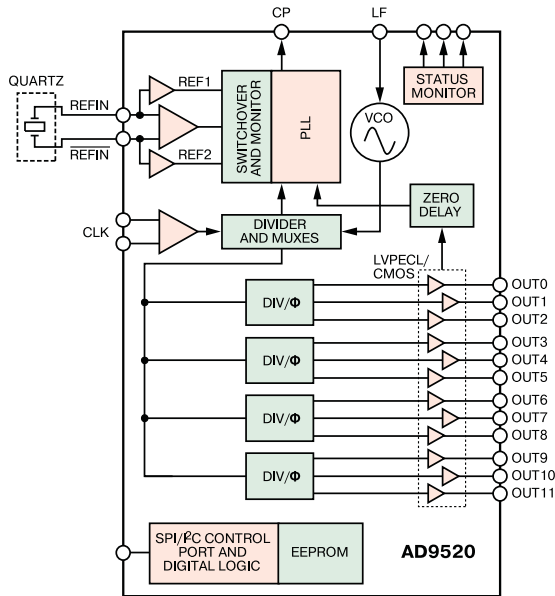 CP
LF
QUARTZ
REFIN
REF1
SWITCHOVER
AND MONITOR
PLL
VCO
STATUS
MONITOR
REFIN
REF2
CLK
DIVIDER
AND MUXES
ZERO
DELAY
LVPECL/
CMOS
DIV/Φ
OUT0
OUT1
OUT2
DIV/Φ
OUT3
OUT4
OUT5
DIV/Φ
OUT6
OUT7
OUT8
DIV/Φ
OUT9
OUT10
OUT11
SPI/I²C CONTROL
PORT AND
DIGITAL LOGIC
EEPROM
AD9520